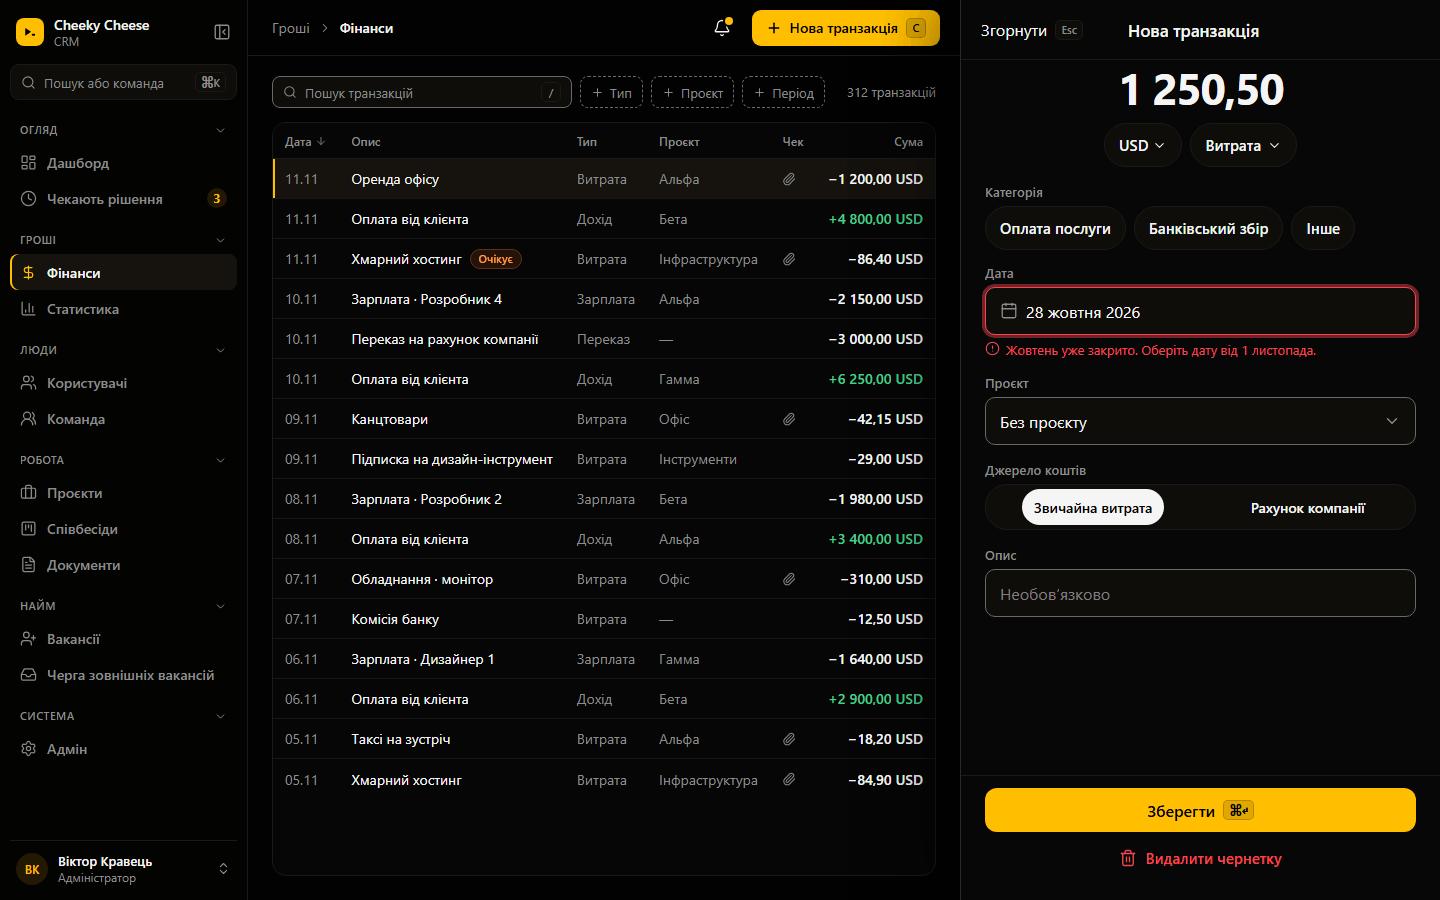 Cheeky Cheese
CRM
Пошук або команда ⌘K
ОГЛЯД
Дашборд
Чекають рішення 3
ГРОШІ
Фінанси
Статистика
ЛЮДИ
Користувачі
Команда
РОБОТА
Проєкти
Співбесіди
Документи
НАЙМ
Вакансії
Черга зовнішніх вакансій
СИСТЕМА
Адмін
ВК
Віктор Кравець
Адміністратор
Гроші > Фінанси
+ Нова транзакція C
Пошук транзакцій /
+ Тип
+ Проєкт
+ Період
312 транзакцій
Дата ↓ Опис Тип Проєкт Чек Сума
11.11 Оренда офісу Витрата Альфа −1 200,00 USD
11.11 Оплата від клієнта Дохід Бета +4 800,00 USD
11.11 Хмарний хостинг Очікує Витрата Інфраструктура −86,40 USD
10.11 Зарплата · Розробник 4 Зарплата Альфа −2 150,00 USD
10.11 Переказ на рахунок компанії Переказ — −3 000,00 USD
10.11 Оплата від клієнта Дохід Гамма +6 250,00 USD
09.11 Канцтовари Витрата Офіс −42,15 USD
09.11 Підписка на дизайн-інструмент Витрата Інструменти −29,00 USD
08.11 Зарплата · Розробник 2 Зарплата Бета −1 980,00 USD
08.11 Оплата від клієнта Дохід Альфа +3 400,00 USD
07.11 Обладнання · монітор Витрата Офіс −310,00 USD
07.11 Комісія банку Витрата — −12,50 USD
06.11 Зарплата · Дизайнер 1 Зарплата Гамма −1 640,00 USD
06.11 Оплата від клієнта Дохід Бета +2 900,00 USD
05.11 Таксі на зустріч Витрата Альфа −18,20 USD
05.11 Хмарний хостинг Витрата Інфраструктура −84,90 USD
Згорнути Esc
Нова транзакція
1 250,50
USD
Витрата
Категорія
Оплата послуги
Банківський збір
Інше
Дата
28 жовтня 2026
Жовтень уже закрито. Оберіть дату від 1 листопада.
Проєкт
Без проєкту
Джерело коштів
Звичайна витрата
Рахунок компанії
Опис
Необовʼязково
Зберегти ⌘↵
Видалити чернетку